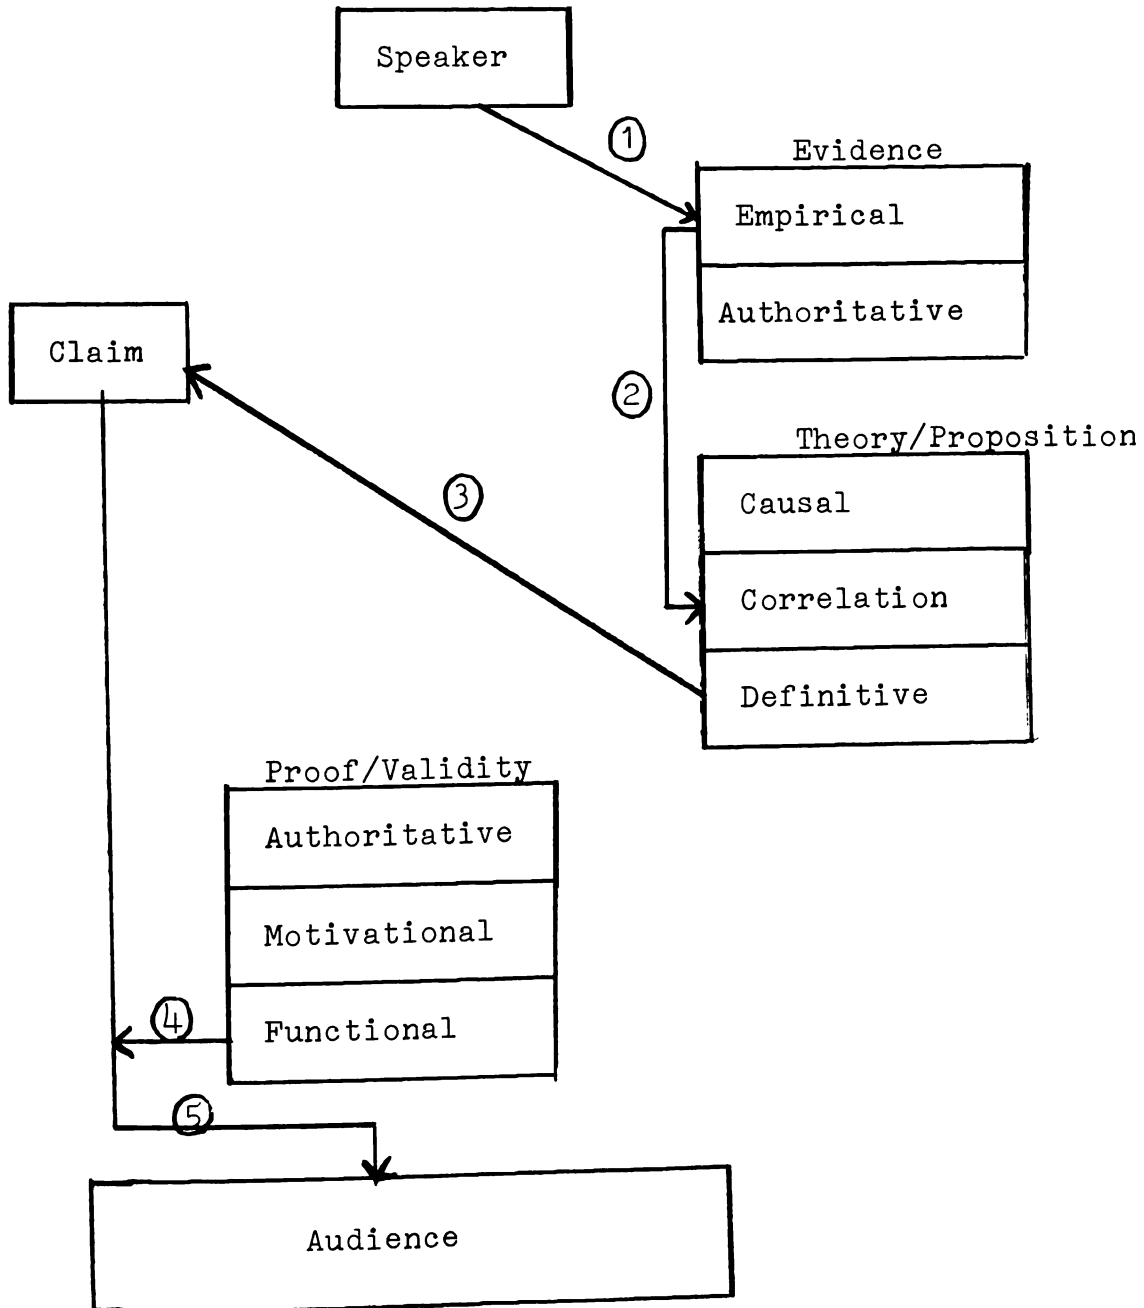 Speaker
①
Evidence
Empirical
Authoritative
Claim
②
Theory/Proposition
③
Causal
Correlation
Definitive
Proof/Validity
Authoritative
Motivational
④
Functional
⑤
Audience